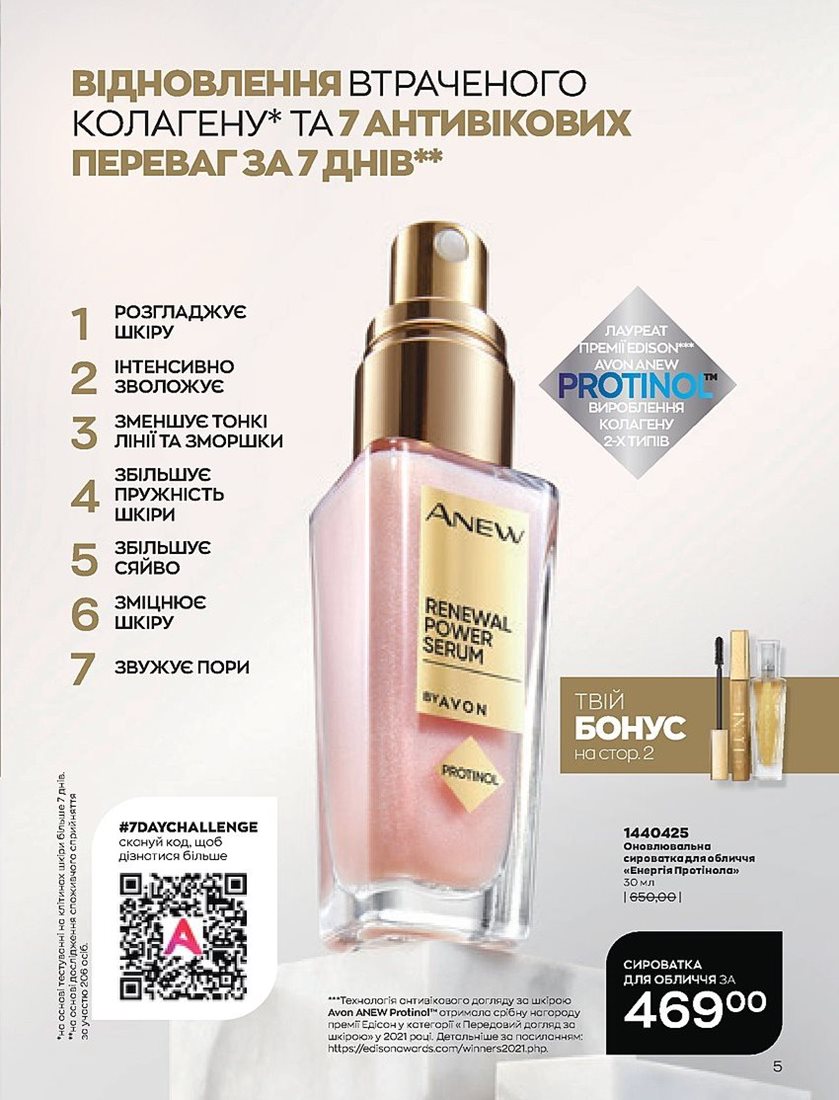 ВІДНОВЛЕННЯ ВТРАЧЕНОГО
КОЛАГЕНУ* ТА 7 АНТИВІКОВИХ
ПЕРЕВАГ ЗА 7 ДНІВ**
1 РОЗГЛАДЖУЄ
ШКІРУ
2 ІНТЕНСИВНО
ЗВОЛОЖУЄ
3 ЗМЕНШУЄ ТОНКІ
ЛІНІЇ ТА ЗМОРШКИ
4 ЗБІЛЬШУЄ
ПРУЖНІСТЬ
ШКІРИ
5 ЗБІЛЬШУЄ
СЯЙВО
6 ЗМІЦНЮЄ
ШКІРУ
7 ЗВУЖУЄ ПОРИ
ЛАУРЕАТ
ПРЕМІЇ EDISON***
AVON ANEW
PROTINOL™
ВИРОБЛЕННЯ
КОЛАГЕНУ
2-Х ТИПІВ
ANEW
RENEWAL
POWER
SERUM
BY AVON
PROTINOL
ТВІЙ
БОНУС
на стор. 2
*на основі тестуванні на клітинах шкіри більше 7 днів.
**на основі дослідження споживчого сприйняття
за участю 206 осіб.
#7DAYCHALLENGE
скануй код, щоб
дізнатися більше
A
1440425
Оновлювальна
сироватка для обличчя
«Енергія Протінола»
30 мл
| 650,00 |
СИРОВАТКА
ДЛЯ ОБЛИЧЧЯ ЗА
469⁰⁰
***Технологія антивікового догляду за шкірою
Avon ANEW Protinol™ отримала срібну нагороду
премії Едісон у категорії « Передовий догляд за
шкірою» у 2021 році. Детальніше за посиланням:
https://edisonawards.com/winners2021.php.
5